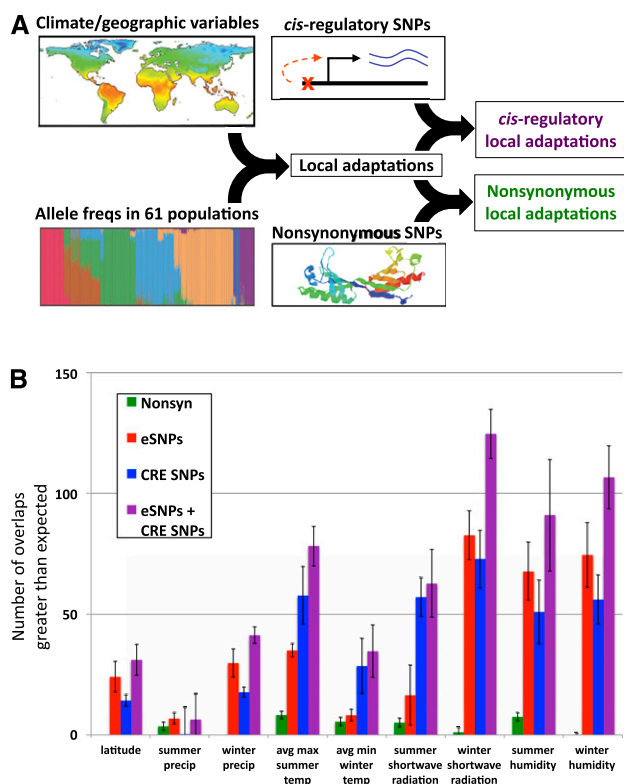 A
Climate/geographic variables
cis-regulatory SNPs
X
cis-regulatory
local adaptations
Local adaptations
Nonsynonymous
local adaptations
Allele freqs in 61 populations
Nonsynonymous SNPs
B
Number of overlaps
greater than expected
150
100
50
0
Nonsyn
eSNPs
CRE SNPs
eSNPs +
CRE SNPs
latitude
summer
precip
winter
precip
avg max
summer
temp
avg min
winter
temp
summer
shortwave
radiation
winter
shortwave
radiation
summer
humidity
winter
humidity